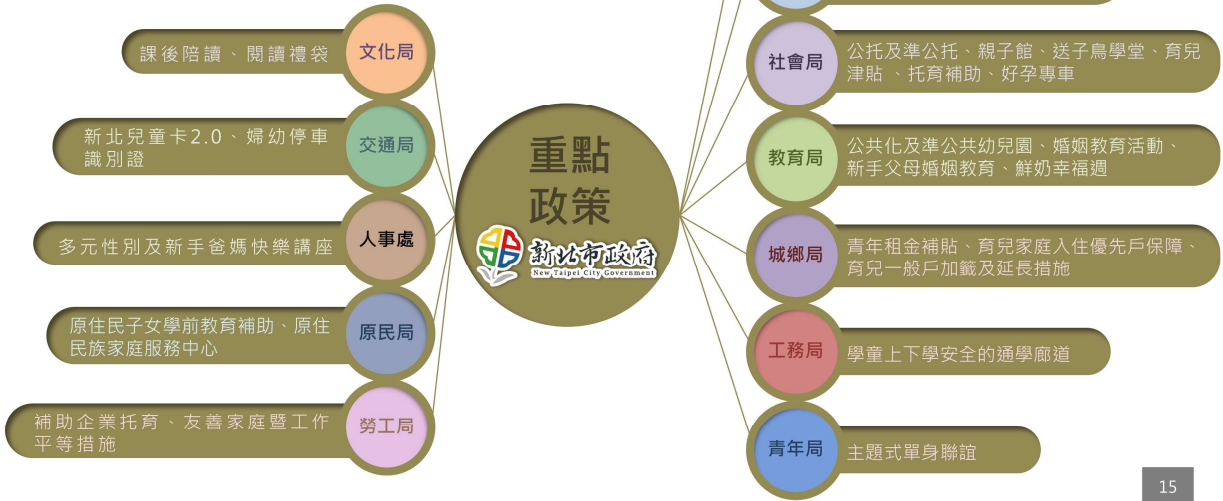 文化局
課後陪讀、閱讀禮袋
交通局
新北兒童卡2.0、婦幼停車
識別證
人事處
多元性別及新手爸媽快樂講座
原民局
原住民子女學前教育補助、原住
民族家庭服務中心
勞工局
補助企業托育、友善家庭暨工作
平等措施
重點
政策
新北市政府
New Taipei City Government
社會局
公托及準公托、親子館、送子鳥學堂、育兒
津貼、托育補助、好孕專車
教育局
公共化及準公共幼兒園、婚姻教育活動、
新手父母婚姻教育、鮮奶幸福週
城鄉局
青年租金補貼、育兒家庭入住優先戶保障、
育兒一般戶加籤及延長措施
工務局
學童上下學安全的通學廊道
青年局
主題式單身聯誼
15